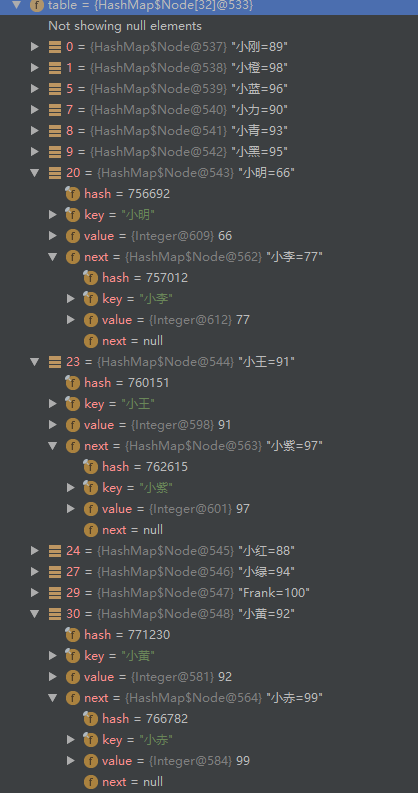 table = {HashMap$Node[32]@533}
Not showing null elements
0 = {HashMap$Node@537} "小刚=89"
1 = {HashMap$Node@538} "小橙=98"
5 = {HashMap$Node@539} "小蓝=96"
7 = {HashMap$Node@540} "小力=90"
8 = {HashMap$Node@541} "小青=93"
9 = {HashMap$Node@542} "小黑=95"
20 = {HashMap$Node@543} "小明=66"
hash = 756692
key = "小明"
value = {Integer@609} 66
next = {HashMap$Node@562} "小李=77"
hash = 757012
key = "小李"
value = {Integer@612} 77
next = null
23 = {HashMap$Node@544} "小王=91"
hash = 760151
key = "小王"
value = {Integer@598} 91
next = {HashMap$Node@563} "小紫=97"
hash = 762615
key = "小紫"
value = {Integer@601} 97
next = null
24 = {HashMap$Node@545} "小红=88"
27 = {HashMap$Node@546} "小绿=94"
29 = {HashMap$Node@547} "Frank=100"
30 = {HashMap$Node@548} "小黄=92"
hash = 771230
key = "小黄"
value = {Integer@581} 92
next = {HashMap$Node@564} "小赤=99"
hash = 766782
key = "小赤"
value = {Integer@584} 99
next = null